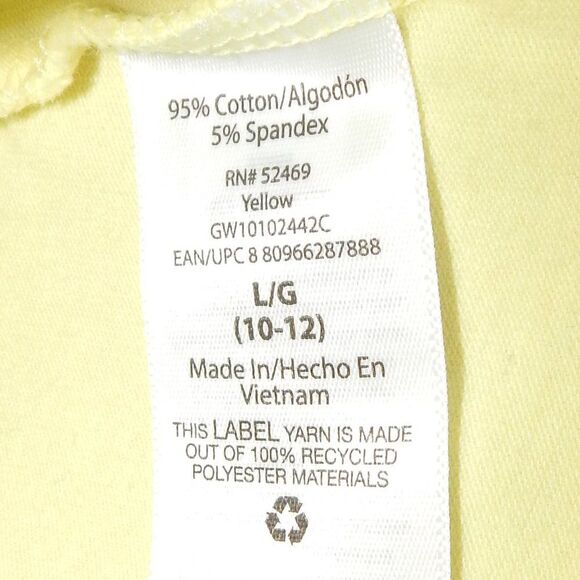 95% Cotton/Algodón
5% Spandex
RN# 52469
Yellow
GW10102442C
EAN/UPC 8 80966287888
L/G
(10-12)
Made In/Hecho En
Vietnam
THIS LABEL YARN IS MADE
OUT OF 100% RECYCLED
POLYESTER MATERIALS